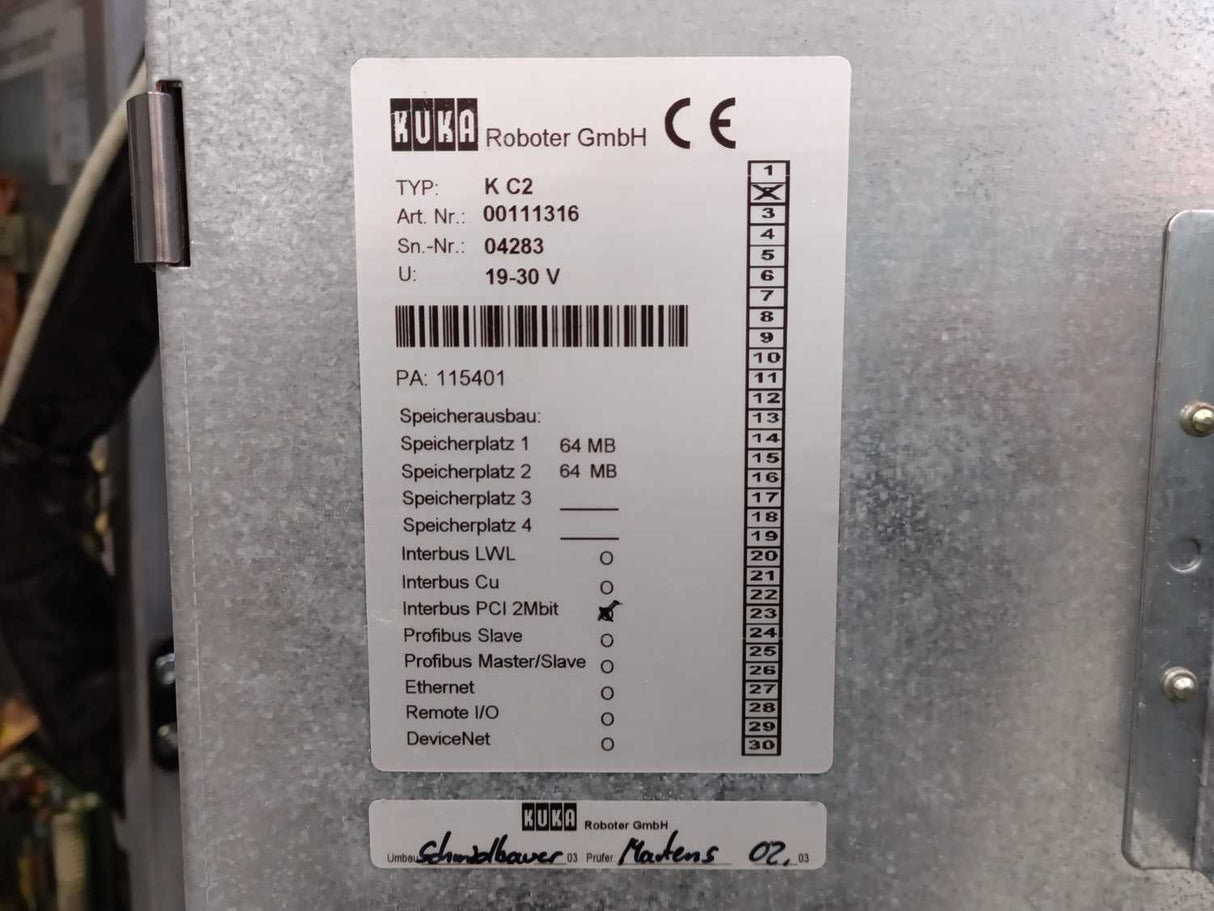 KUKA Roboter GmbH CE
TYP: K C2
Art. Nr.: 00111316
Sn.-Nr.: 04283
U: 19-30 V
PA: 115401
Speicherausbau:
Speicherplatz 1 64 MB
Speicherplatz 2 64 MB
Speicherplatz 3
Speicherplatz 4
Interbus LWL
Interbus Cu
Interbus PCI 2Mbit
Profibus Slave
Profibus Master/Slave
Ethernet
Remote I/O
DeviceNet
1
2
3
4
5
6
7
8
9
10
11
12
13
14
15
16
17
18
19
20
21
22
23
24
25
26
27
28
29
30
KUKA Roboter GmbH
Umbau 03 Prüfer Martens 02. 03